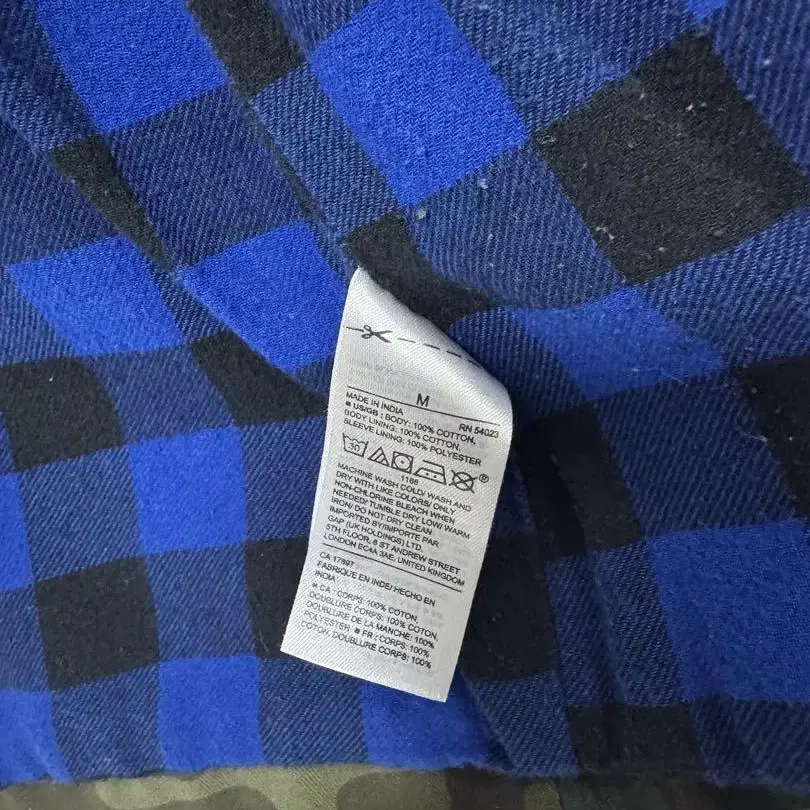 M
MADE IN INDIA RN 54023
■ US/GB : BODY: 100% COTTON,
BODY LINING: 100% COTTON,
SLEEVE LINING: 100% POLYESTER
30
1168
MACHINE WASH COLD/ WASH AND
DRY WITH LIKE COLORS/ ONLY
NON-CHLORINE BLEACH WHEN
NEEDED/ TUMBLE DRY LOW/ WARM
IRON/ DO NOT DRY CLEAN
IMPORTED BY/IMPORTE PAR
GAP (UK HOLDINGS) LTD.
5TH FLOOR, 6 ST ANDREW STREET
LONDON EC4A 3AE, UNITED KINGDOM
CA 17897
FABRIQUE EN INDE/ HECHO EN
INDIA
■ CA : CORPS: 100% COTON,
DOUBLURE CORPS: 100% COTON,
DOUBLURE DE LA MANCHE: 100%
POLYESTER ■ FR : CORPS: 100%
COTON, DOUBLURE CORPS: 100%